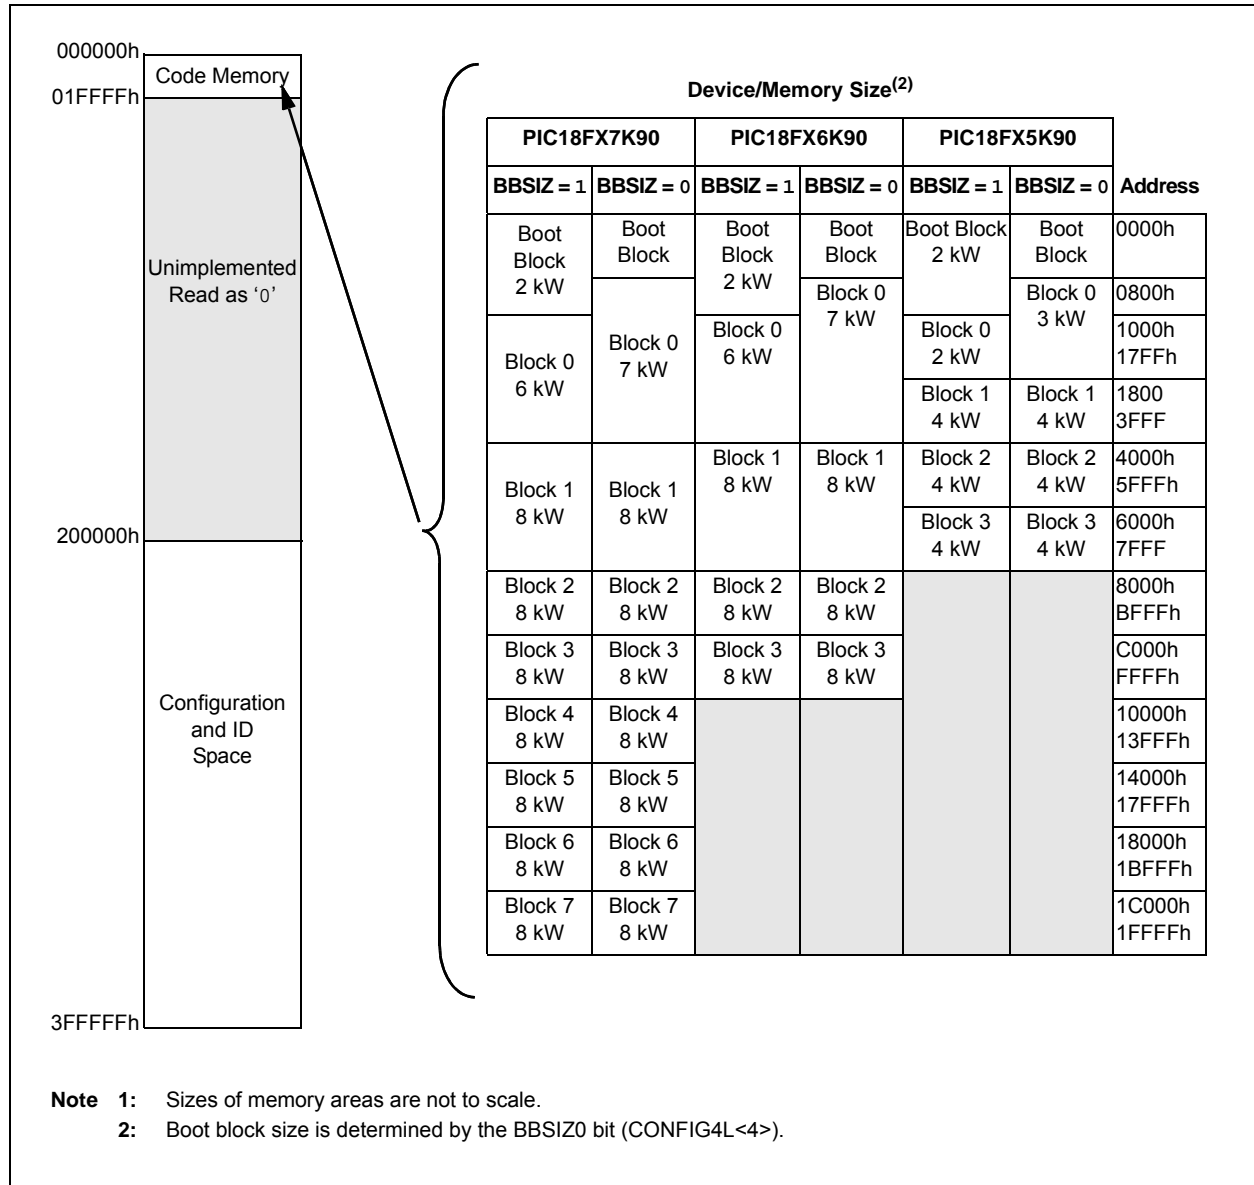 000000h
Code Memory
01FFFFh
Unimplemented
Read as ‘0’
200000h
Configuration
and ID
Space
3FFFFFh
Device/Memory Size(2)
PIC18FX7K90 PIC18FX6K90 PIC18FX5K90
BBSIZ = 1 BBSIZ = 0 BBSIZ = 1 BBSIZ = 0 BBSIZ = 1 BBSIZ = 0 Address
Boot Boot Boot Boot Boot Block Boot 0000h
Block Block Block Block 2 kW Block
2 kW 2 kW
Block 0 Block 0 0800h
7 kW 3 kW
Block 0 Block 0 Block 0 Block 0 1000h
6 kW 7 kW 6 kW 2 kW 17FFh
Block 1 Block 1 1800
4 kW 4 kW 3FFF
Block 1 Block 1 Block 1 Block 1 Block 2 Block 2 4000h
8 kW 8 kW 8 kW 8 kW 4 kW 4 kW 5FFFh
Block 3 Block 3 6000h
4 kW 4 kW 7FFF
Block 2 Block 2 Block 2 Block 2 8000h
8 kW 8 kW 8 kW 8 kW BFFFh
Block 3 Block 3 Block 3 Block 3 C000h
8 kW 8 kW 8 kW 8 kW FFFFh
Block 4 Block 4 10000h
8 kW 8 kW 13FFFh
Block 5 Block 5 14000h
8 kW 8 kW 17FFFh
Block 6 Block 6 18000h
8 kW 8 kW 1BFFFh
Block 7 Block 7 1C000h
8 kW 8 kW 1FFFFh
Note 1: Sizes of memory areas are not to scale.
2: Boot block size is determined by the BBSIZ0 bit (CONFIG4L<4>).